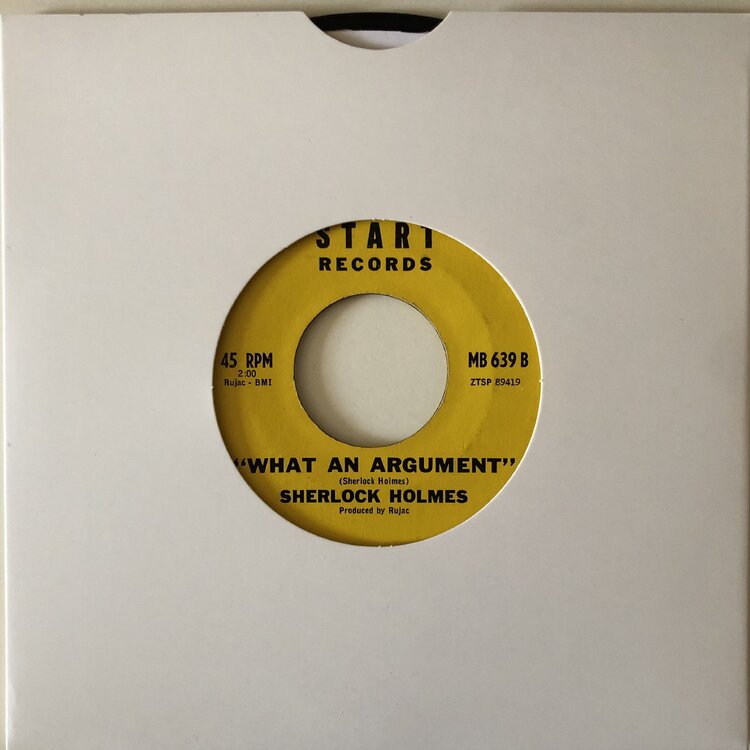 START
RECORDS
45 RPM
2:00
Rujac - BMI
MB 639 B
ZTSP 89419
"WHAT AN ARGUMENT"
(Sherlock Holmes)
SHERLOCK HOLMES
Produced by Rujac